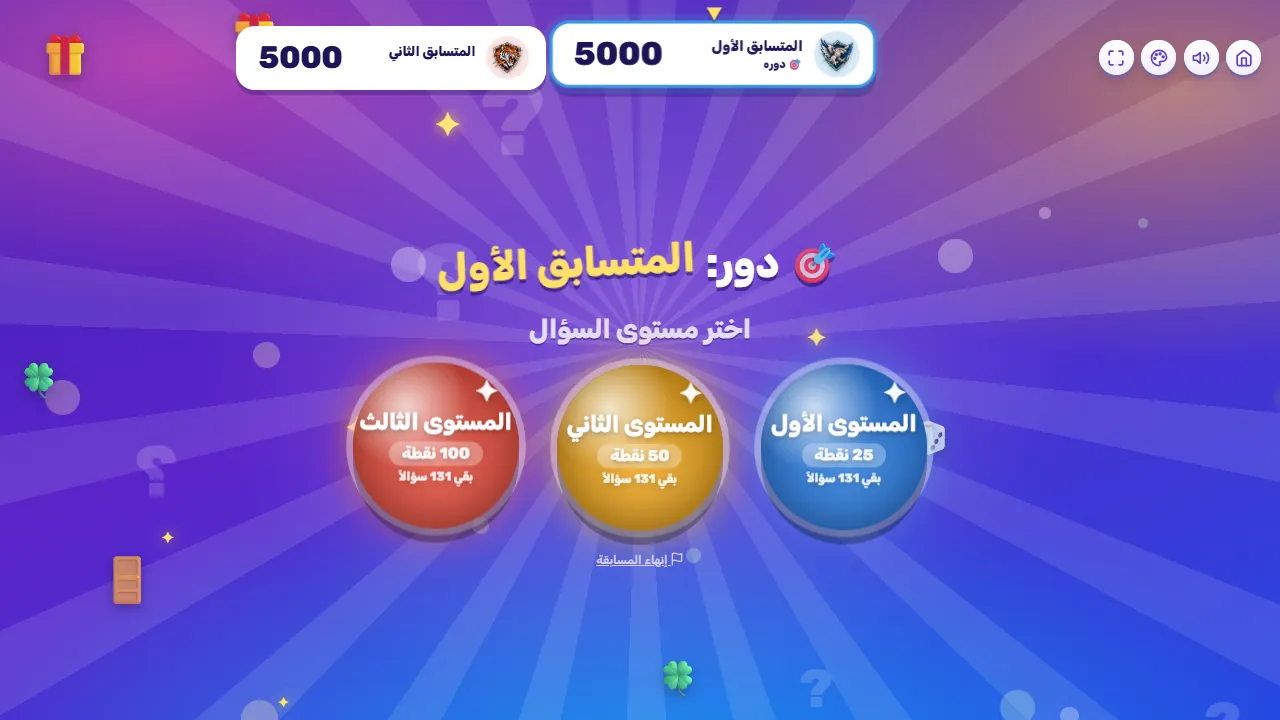 المتسابق الأول
دوره
5000
المتسابق الثاني
5000
دور: المتسابق الأول
اختر مستوى السؤال
المستوى الأول
25 نقطة
بقي 131 سؤالاً
المستوى الثاني
50 نقطة
بقي 131 سؤالاً
المستوى الثالث
100 نقطة
بقي 131 سؤالاً
إنهاء المسابقة